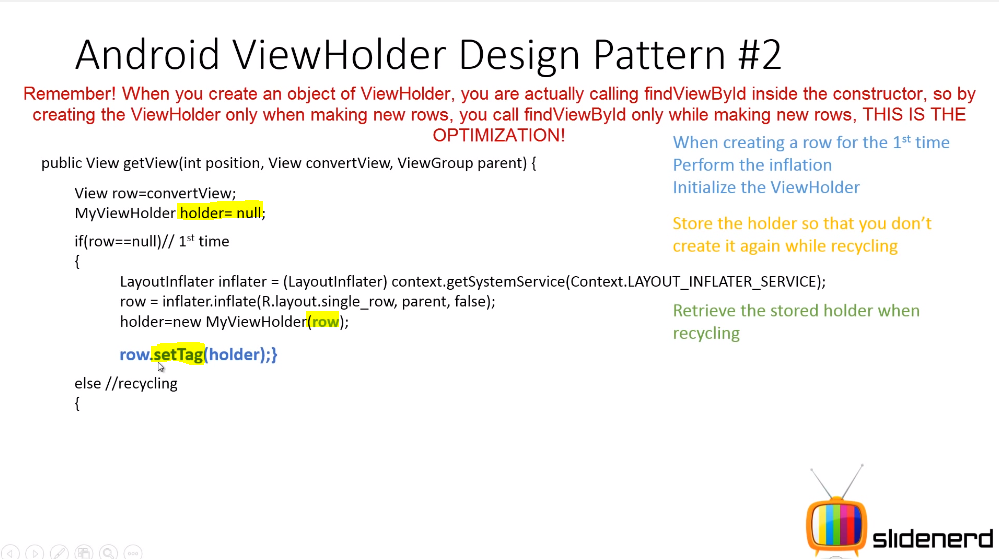 Android ViewHolder Design Pattern #2
Remember! When you create an object of ViewHolder, you are actually calling findViewById inside the constructor, so by
creating the ViewHolder only when making new rows, you call findViewById only while making new rows, THIS IS THE
OPTIMIZATION!
public View getView(int position, View convertView, ViewGroup parent) {
View row=convertView;
MyViewHolder holder= null;
if(row==null)// 1st time
{
LayoutInflater inflater = (LayoutInflater) context.getSystemService(Context.LAYOUT_INFLATER_SERVICE);
row = inflater.inflate(R.layout.single_row, parent, false);
holder=new MyViewHolder(row);
row.setTag(holder);}
else //recycling
{
When creating a row for the 1st time
Perform the inflation
Initialize the ViewHolder
Store the holder so that you don’t
create it again while recycling
Retrieve the stored holder when
recycling
slidenerd